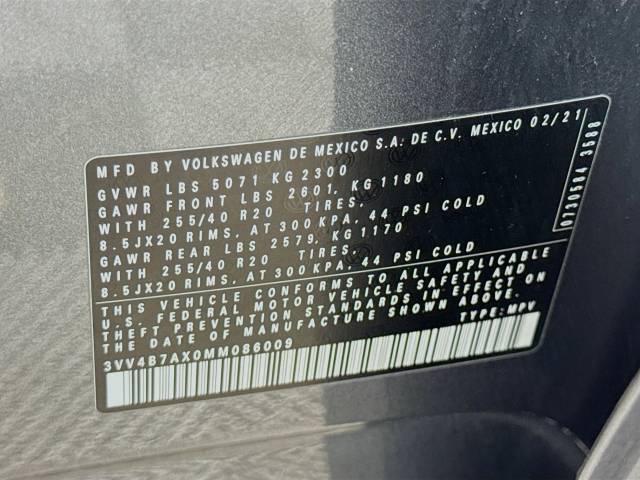 MFD BY VOLKSWAGEN DE MEXICO S.A. DE C.V. MEXICO 02/21
GVWR LBS 5071 KG 2300
GAWR FRONT LBS 2601, KG 1180
WITH 255/40 R20 TIRES,
8.5JX20 RIMS, AT 300 KPA, 44 PSI COLD
GAWR REAR LBS 2579, KG 1170
WITH 255/40 R20 TIRES,
8.5JX20 RIMS, AT 300 KPA, 44 PSI COLD
THIS VEHICLE CONFORMS TO ALL APPLICABLE
U.S. FEDERAL MOTOR VEHICLE SAFETY AND
THEFT PREVENTION STANDARDS IN EFFECT ON
THE DATE OF MANUFACTURE SHOWN ABOVE.
3VV4B7AX0MM086009 TYPE: MPV
0730584 3588